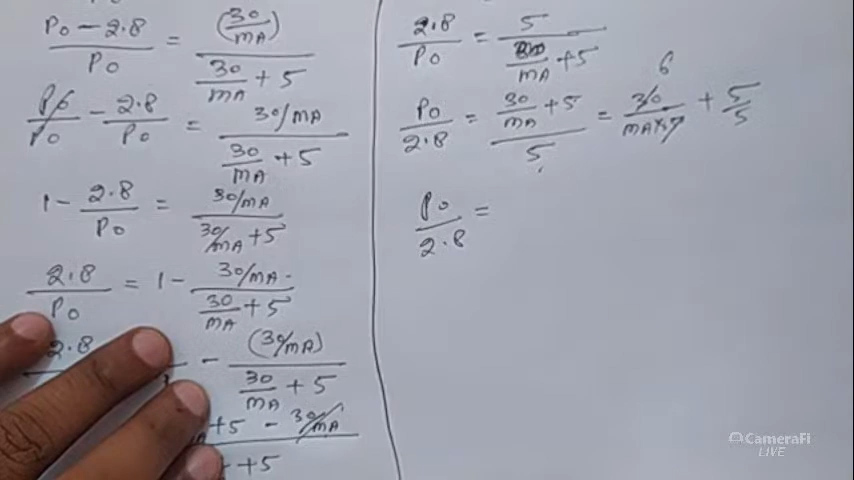 (P0 - 2.8)/P0 = (30/MA)/(30/MA + 5)
P0/P0 - 2.8/P0 = (30/MA)/(30/MA + 5)
1 - 2.8/P0 = (30/MA)/(30/MA + 5)
2.8/P0 = 1 - (30/MA)/(30/MA + 5)
2.8 - (30/MA)/(30/MA + 5)
+5 - 30/MA
+5
2.8/P0 = 5/(30/MA + 5)
P0/2.8 = (30/MA + 5)/5 = 30/(MA×5) + 5/5
6
P0/2.8 =
CameraFi
LIVE